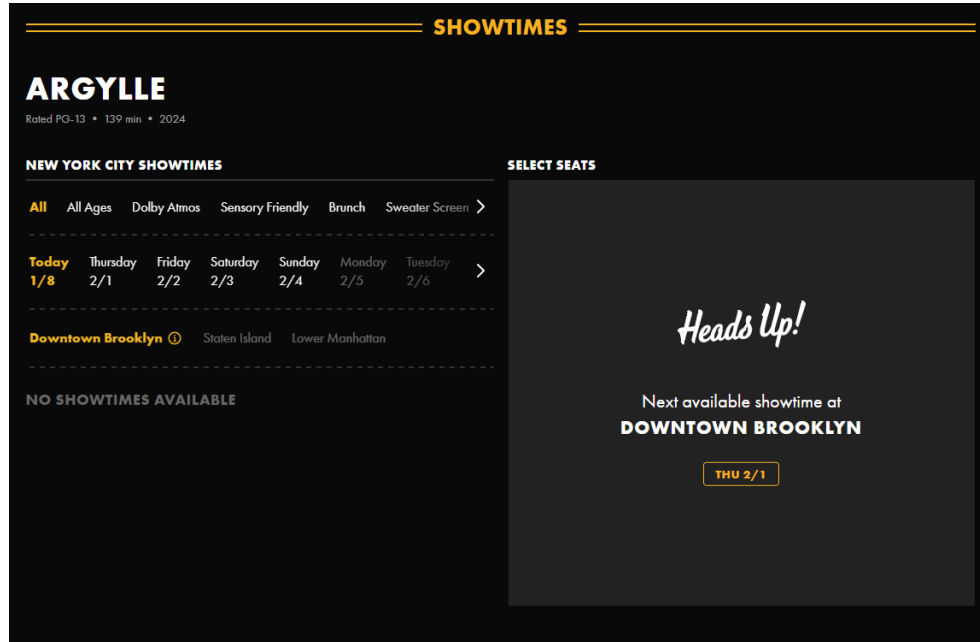 SHOWTIMES
ARGYLLE
Rated PG-13 • 139 min • 2024
NEW YORK CITY SHOWTIMES
All All Ages Dolby Atmos Sensory Friendly Brunch Sweater Screen
Today Thursday Friday Saturday Sunday Monday Tuesday
1/8 2/1 2/2 2/3 2/4 2/5 2/6
Downtown Brooklyn Staten Island Lower Manhattan
NO SHOWTIMES AVAILABLE
SELECT SEATS
Heads Up!
Next available showtime at
DOWNTOWN BROOKLYN
THU 2/1